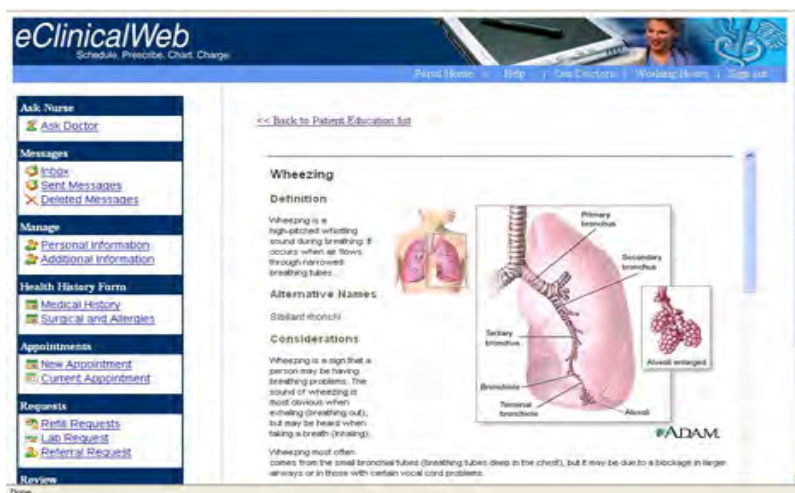 eClinicalWeb
Schedule. Prescribe. Chart. Charge.
Portal Home | Help | Our Doctors | Working Hours | Sign out
Ask Nurse
Ask Doctor
Messages
Inbox
Sent Messages
Deleted Messages
Manage
Personal Information
Additional Information
Health History Form
Medical History
Surgical and Allergies
Appointments
New Appointment
Current Appointment
Requests
Refill Requests
Lab Request
Referral Request
Review
<< Back to Patient Education list
Wheezing
Definition
Wheezing is a
high-pitched whistling
sound during breathing. It
occurs when air flows
through narrowed
breathing tubes.
Alternative Names
Sibilant rhonchi
Considerations
Wheezing is a sign that a
person may be having
breathing problems. The
sound of wheezing is
most obvious when
exhaling (breathing out),
but may be heard when
taking a breath (inhaling).
Wheezing most often
comes from the small bronchial tubes (breathing tubes deep in the chest), but it may be due to a blockage in larger
airways or in those with certain vocal cord problems.
Primary
bronchus
Secondary
bronchus
Tertiary
bronchus
Alveoli enlarged
Bronchiole
Terminal
bronchiole
Alveoli
ADAM
Done